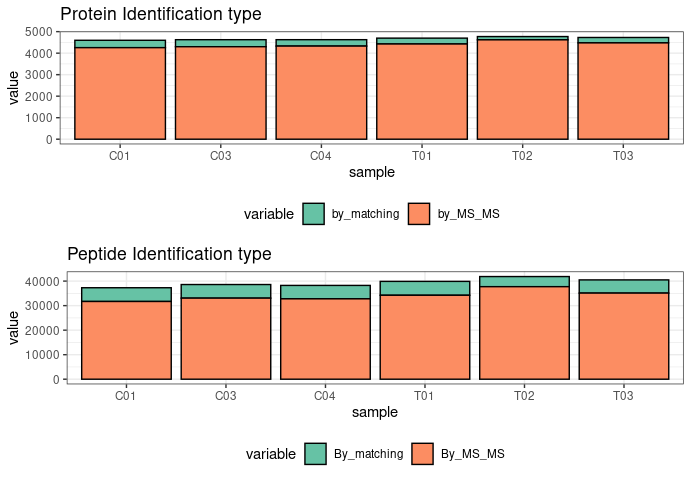 Protein Identification type
5000
4000
3000
2000
1000
0
value
C01 C03 C04 T01 T02 T03
sample
variable by_matching by_MS_MS
Peptide Identification type
40000
30000
20000
10000
0
value
C01 C03 C04 T01 T02 T03
sample
variable By_matching By_MS_MS